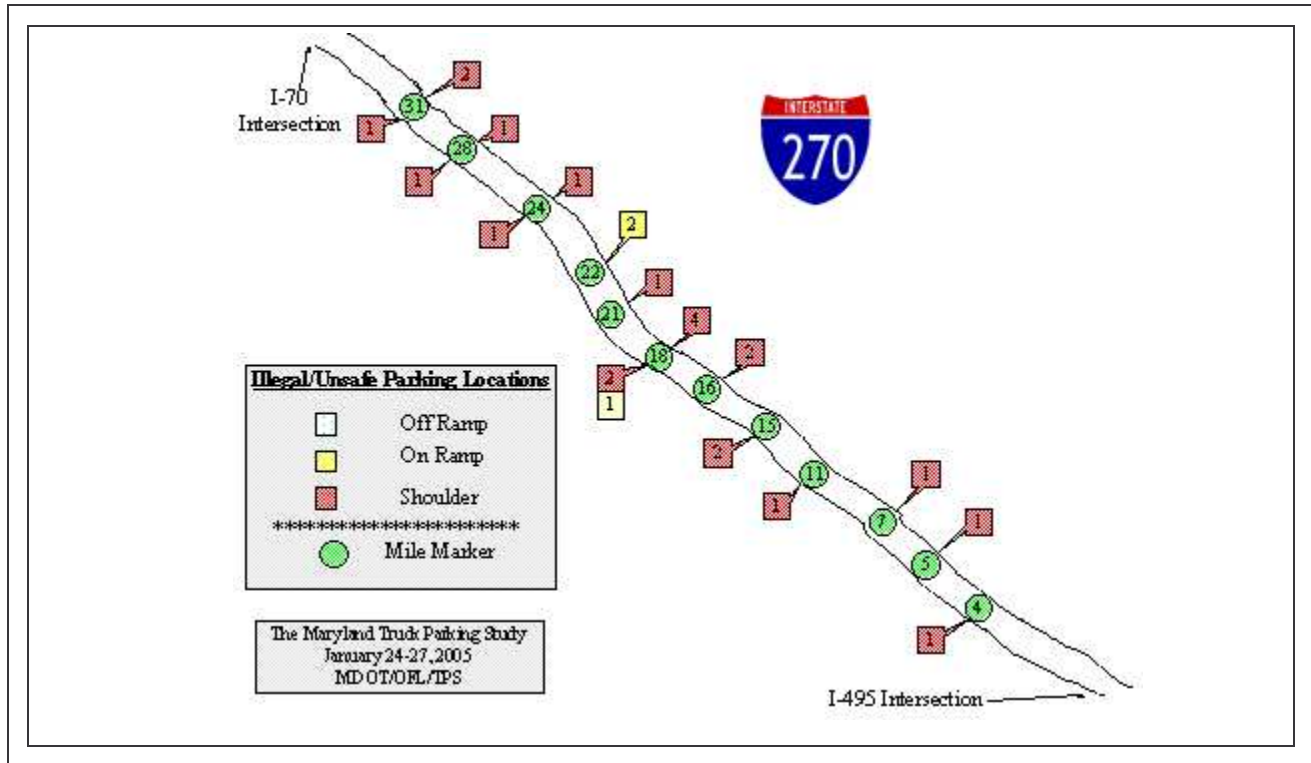 I-70
Intersection
2
31
1
1
28
1
1
24
1
2
22
1
21
4
18
2
1
2
16
15
2
11
1
1
7
1
5
4
1
INTERSTATE
270
Illegal/Unsafe Parking Locations
Off Ramp
On Ramp
Shoulder
***********************
Mile Marker
The Maryland Truck Parking Study
January 24-27, 2005
MDOT/OFL/TPS
I-495 Intersection